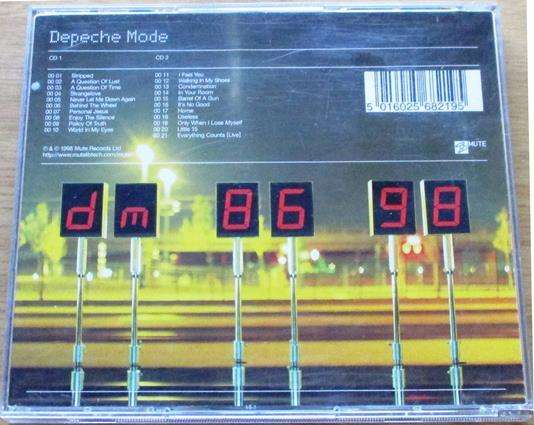 Depeche Mode
CD 1
CD 2
00 01 Stripped
00 02 A Question Of Lust
00 03 A Question Of Time
00 04 Strangelove
00 05 Never Let Me Down Again
00 06 Behind The Wheel
00 07 Personal Jesus
00 08 Enjoy The Silence
00 09 Policy Of Truth
00 10 World In My Eyes
00 11 I Feel You
00 12 Walking In My Shoes
00 13 Condemnation
00 14 In Your Room
00 15 Barrel Of A Gun
00 16 It's No Good
00 17 Home
00 18 Useless
00 19 Only When I Lose Myself
00 20 Little 15
00 21 Everything Counts [Live]
℗ & © 1998 Mute Records Ltd
5 016025 682195
MUTE
dm 86 98